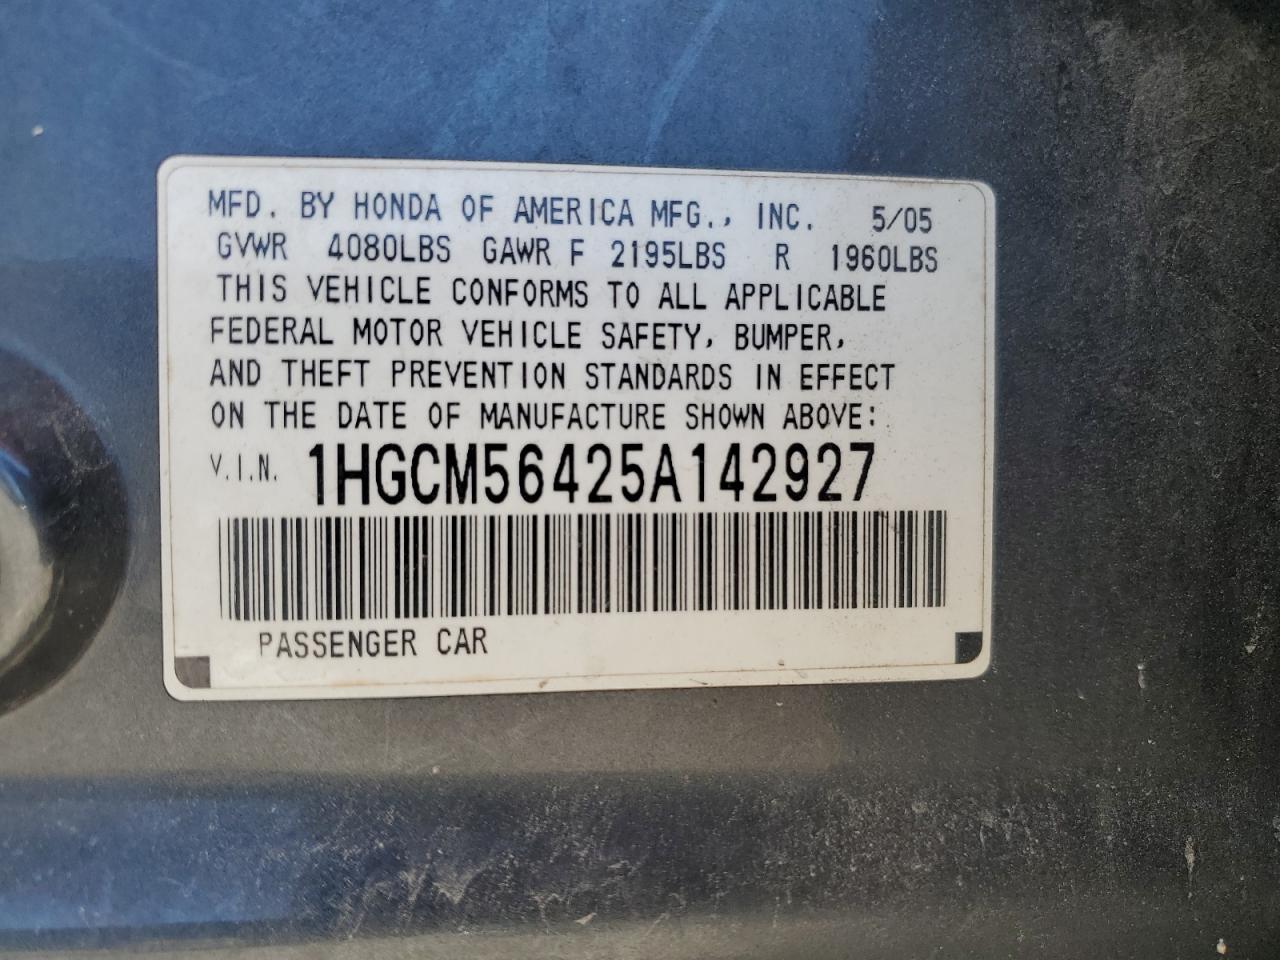 MFD. BY HONDA OF AMERICA MFG., INC. 5/05
GVWR 4080LBS GAWR F 2195LBS R 1960LBS
THIS VEHICLE CONFORMS TO ALL APPLICABLE
FEDERAL MOTOR VEHICLE SAFETY, BUMPER,
AND THEFT PREVENTION STANDARDS IN EFFECT
ON THE DATE OF MANUFACTURE SHOWN ABOVE:
V.I.N. 1HGCM56425A142927
PASSENGER CAR